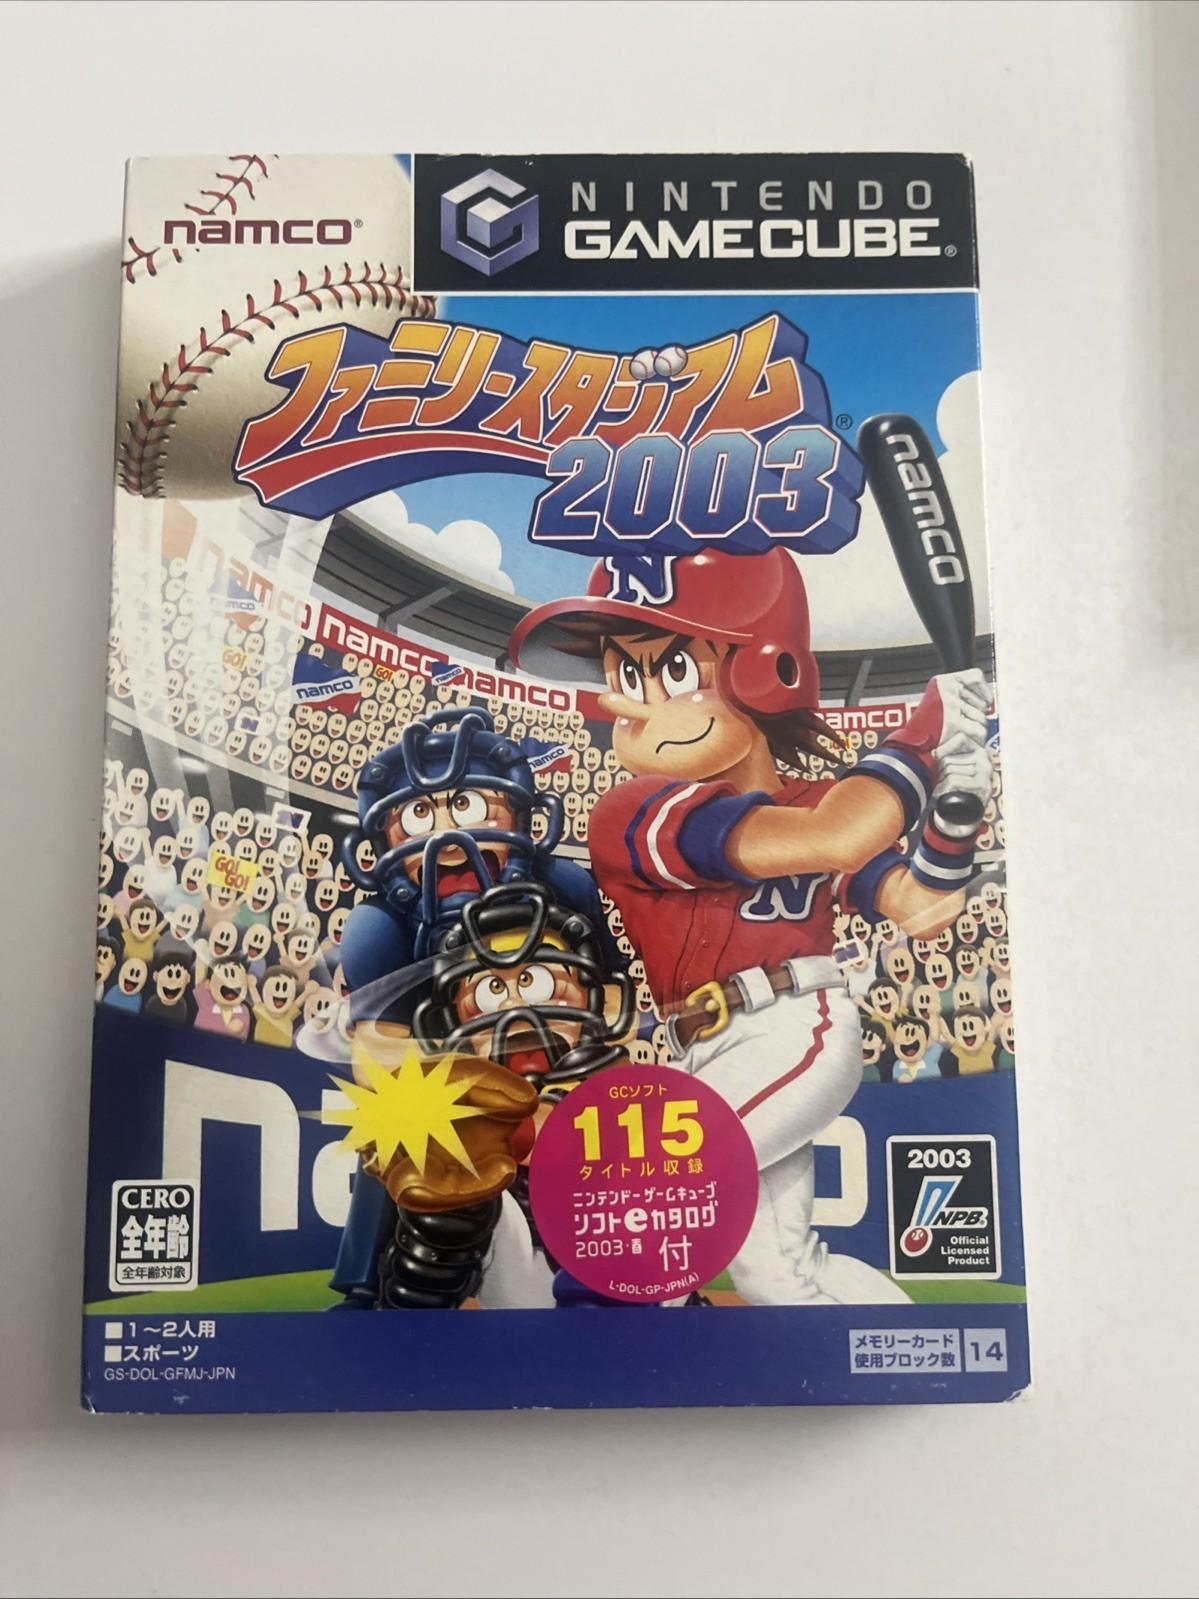 namco®
NINTENDO
GAMECUBE®
ファミリースタジアム®
2003
namco
N
namco
namco
namco
namco
namco
namco
namco
namco
GO!
GO!
GO!
GO!
N
GCソフト
115
タイトル収録
ニンテンドーゲームキューブ
ソフトeカタログ
2003・春 付
L-DOL-GP-JPN(A)
CERO
全年齢
全年齢対象
2003
NPB®
Official
Licensed
Product
■1～2人用
■スポーツ
GS-DOL-GFMJ-JPN
メモリーカード
使用ブロック数 14